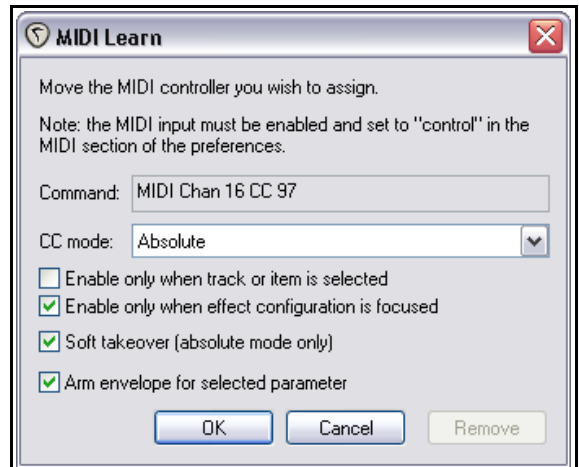 MIDI Learn
Move the MIDI controller you wish to assign.
Note: the MIDI input must be enabled and set to "control" in the
MIDI section of the preferences.
Command: MIDI Chan 16 CC 97
CC mode: Absolute
Enable only when track or item is selected
Enable only when effect configuration is focused
Soft takeover (absolute mode only)
Arm envelope for selected parameter
OK Cancel Remove